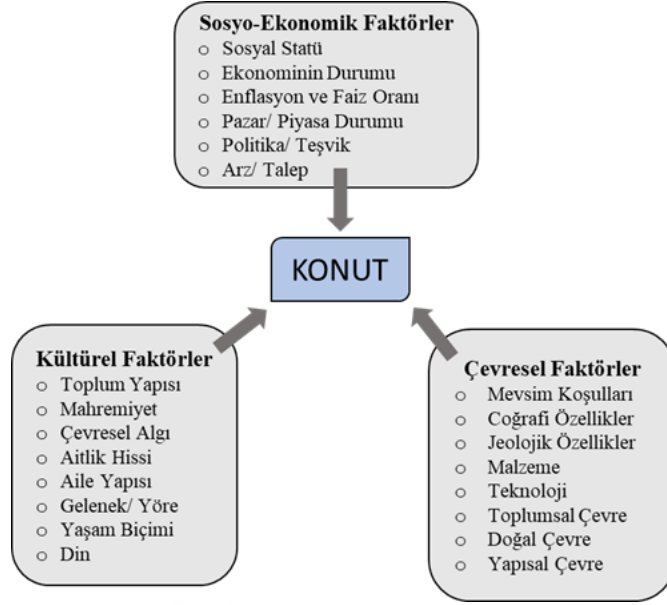 Sosyo-Ekonomik Faktörler
o Sosyal Statü
o Ekonominin Durumu
o Enflasyon ve Faiz Oranı
o Pazar/ Piyasa Durumu
o Politika/ Teşvik
o Arz/ Talep
KONUT
Kültürel Faktörler
o Toplum Yapısı
o Mahremiyet
o Çevresel Algı
o Aitlik Hissi
o Aile Yapısı
o Gelenek/ Yöre
o Yaşam Biçimi
o Din
Çevresel Faktörler
o Mevsim Koşulları
o Coğrafi Özellikler
o Jeolojik Özellikler
o Malzeme
o Teknoloji
o Toplumsal Çevre
o Doğal Çevre
o Yapısal Çevre